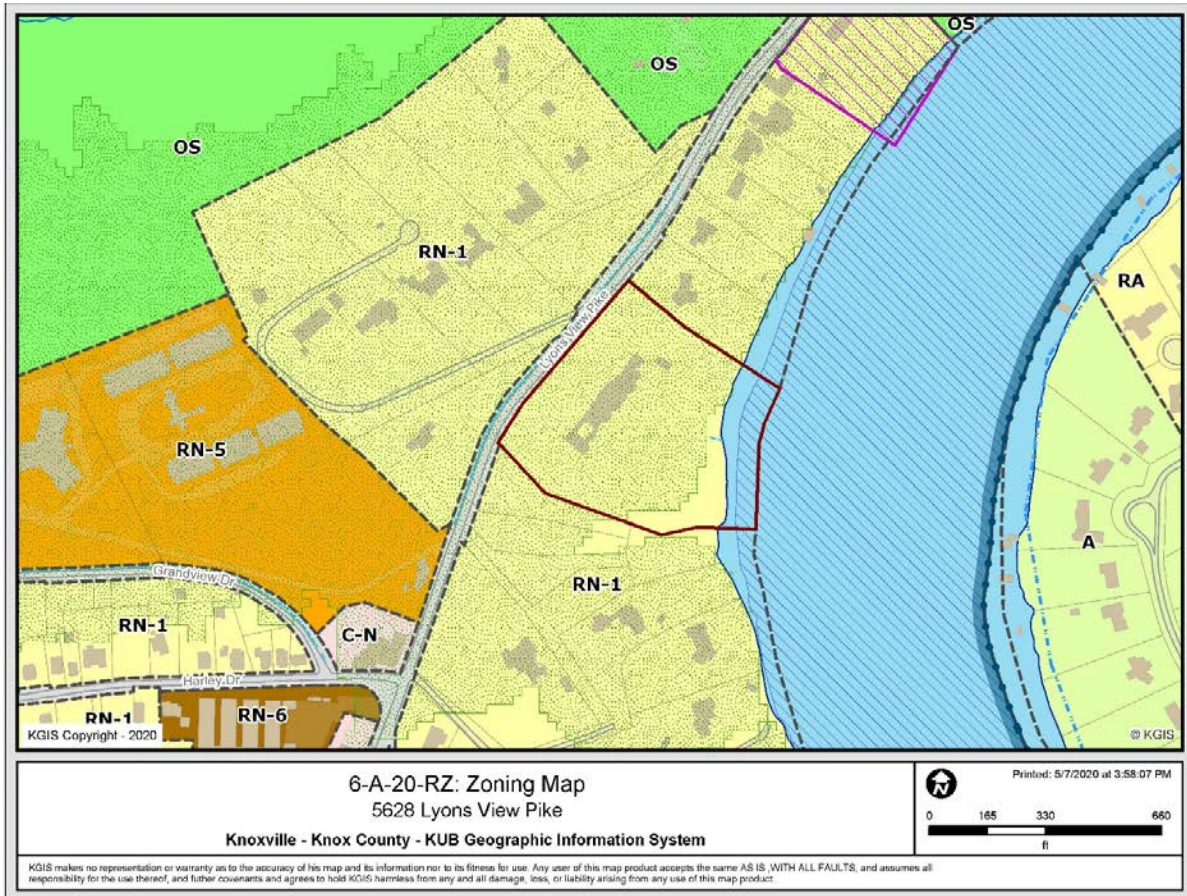 OS
OS
OS
RN-1
RA
Lyons View Pike
RN-5
A
Grandview Dr
RN-1
RN-1
C-N
Harley Dr
RN-1
RN-6
KGIS Copyright - 2020
@ KGIS
6-A-20-RZ: Zoning Map
5628 Lyons View Pike
Knoxville - Knox County - KUB Geographic Information System
N
Printed: 5/7/2020 at 3:58:07 PM
0 165 330 660
ft
KGIS makes no representation or warranty as to the accuracy of his map and its information nor to its fitness for use. Any user of this map product accepts the same AS IS ,WITH ALL FAULTS, and assumes all
responsibility for the use thereof, and futher covenants and agrees to hold KGIS harmless from any and all damage, loss, or liability arising from any use of this map product.